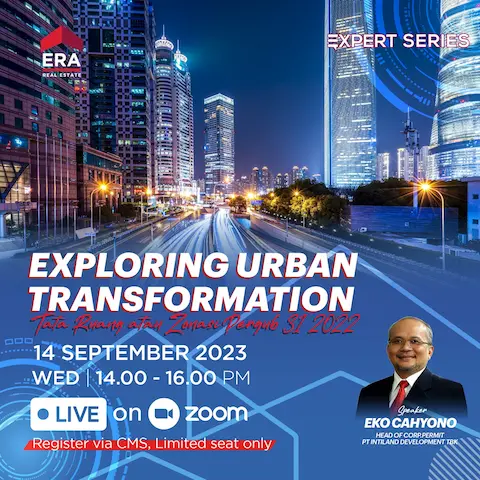 ERA
REAL ESTATE
EXPERT SERIES
EXPLORING URBAN
TRANSFORMATION
Tata Ruang atau Zonasi Pergub 31 2022
14 SEPTEMBER 2023
WED | 14.00 - 16.00 PM
LIVE on zoom
Register via CMS, Limited seat only
Speaker
EKO CAHYONO
HEAD OF CORP.PERMIT
PT INTILAND DEVELOPMENT TBK